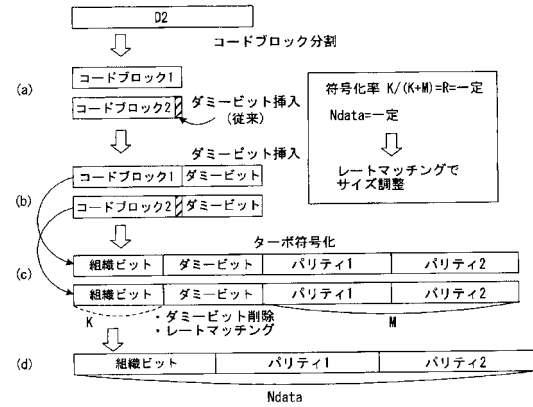 D2
コードブロック分割
(a)
コードブロック1
コードブロック2
ダミービット挿入
(従来)
符号化率 K/(K+M)=R=一定
Ndata=一定
レートマッチングで
サイズ調整
ダミービット挿入
(b)
コードブロック1 ダミービット
コードブロック2 ダミービット
ターボ符号化
(c)
組織ビット ダミービット パリティ1 パリティ2
組織ビット ダミービット パリティ1 パリティ2
K
・ダミービット削除
・レートマッチング
M
(d)
組織ビット パリティ1 パリティ2
Ndata